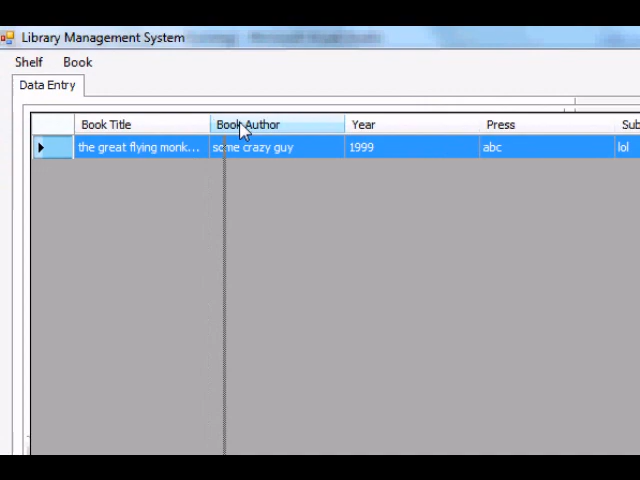 Library Management System
Shelf Book
Data Entry
Book Title Book Author Year Press Sub
the great flying monk... some crazy guy 1999 abc lol